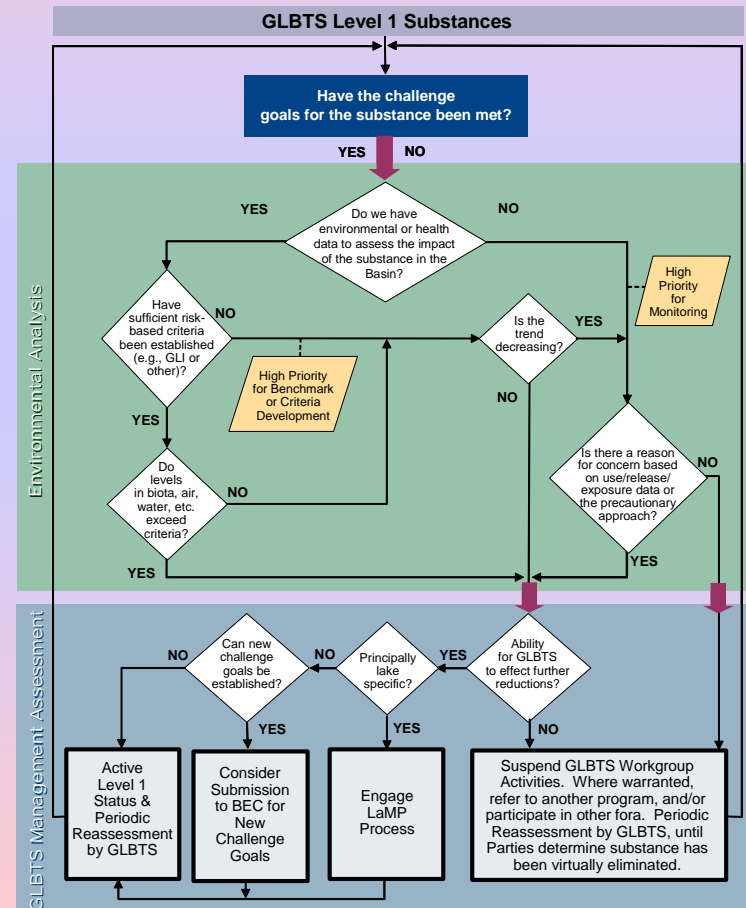 GLBTS Level 1 Substances
Have the challenge
goals for the substance been met?
YES NO
Environmental Analysis
YES
Do we have
environmental or health
data to assess the impact
of the substance in the
Basin?
NO
High
Priority
for
Monitoring
Have
sufficient risk-
based criteria
been established
(e.g., GLI or
other)?
NO
High Priority
for Benchmark
or Criteria
Development
Is the
trend
decreasing?
YES
NO
YES
Do
levels
in biota, air,
water, etc.
exceed
criteria?
NO
YES
Is there a reason
for concern based
on use/release/
exposure data or
the precautionary
approach?
NO
YES
GLBTS Management Assessment
NO
Can new
challenge
goals be
established?
NO
Principally
lake
specific?
YES
Ability
for GLBTS
to effect further
reductions?
YES
YES
NO
Active
Level 1
Status &
Periodic
Reassessment
by GLBTS
Consider
Submission
to BEC for
New
Challenge
Goals
Engage
LaMP
Process
Suspend GLBTS Workgroup
Activities. Where warranted,
refer to another program, and/or
participate in other fora. Periodic
Reassessment by GLBTS, until
Parties determine substance has
been virtually eliminated.